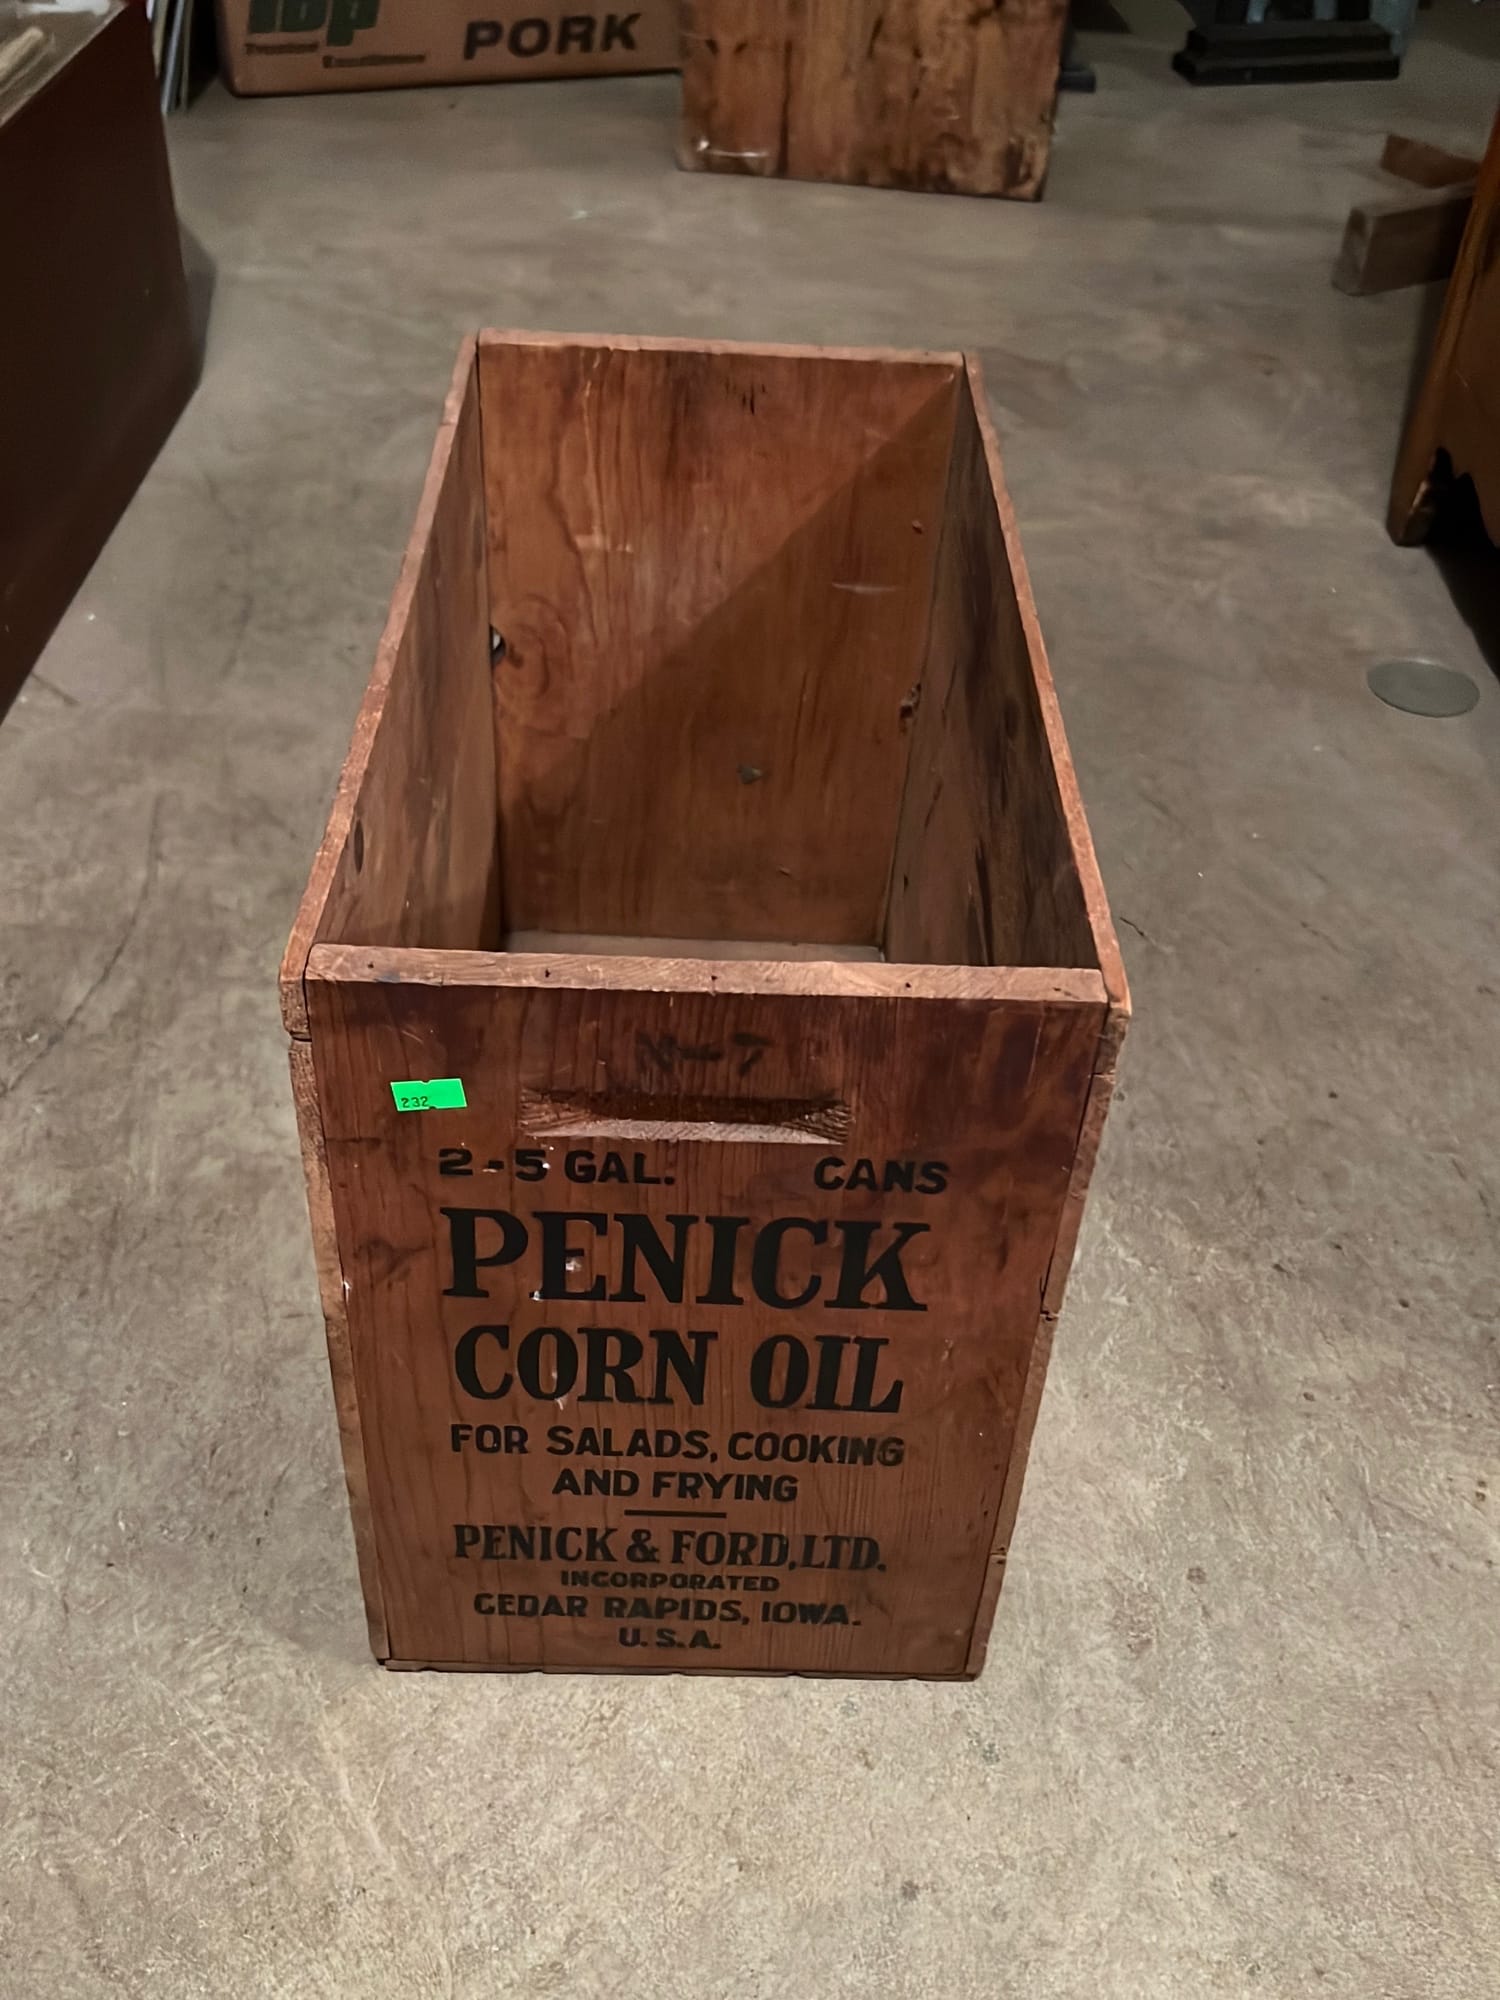 PORK
N-7
232
2-5 GAL. CANS
PENICK
CORN OIL
FOR SALADS, COOKING
AND FRYING
PENICK & FORD, LTD.
INCORPORATED
CEDAR RAPIDS, IOWA.
U.S.A.